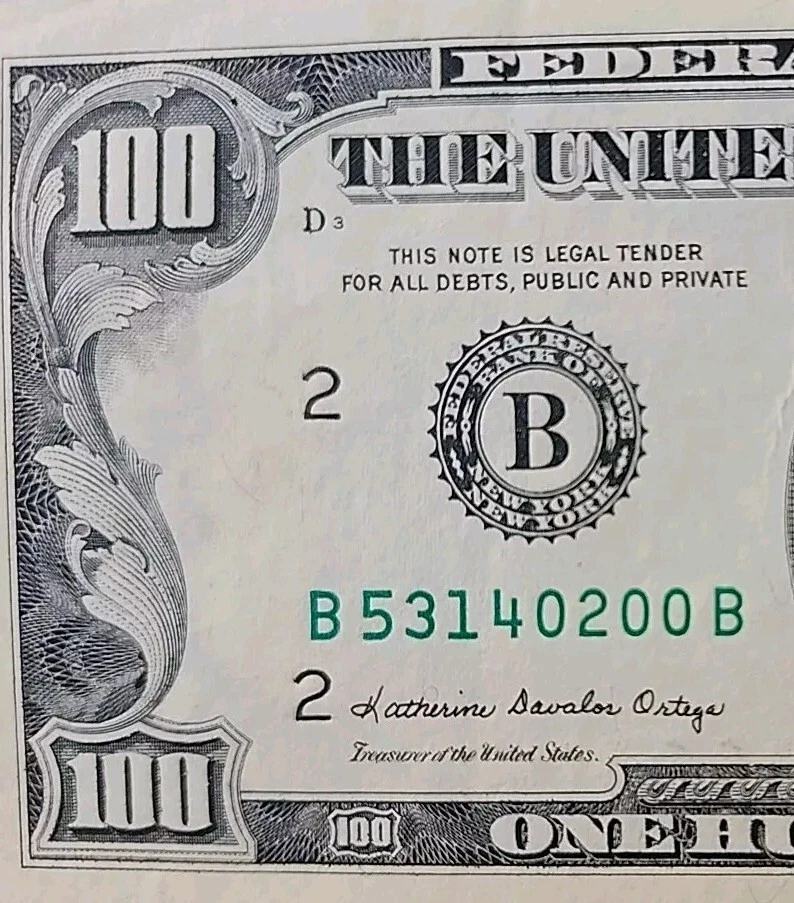 FEDERA
100
THE UNITE
D 3
THIS NOTE IS LEGAL TENDER
FOR ALL DEBTS, PUBLIC AND PRIVATE
2
FEDERAL RESERVE
BANK OF
B
NEW YORK
NEW YORK
B 53140200 B
2 Katherine Davalos Ortega
Treasurer of the United States.
100
100
ONE HU